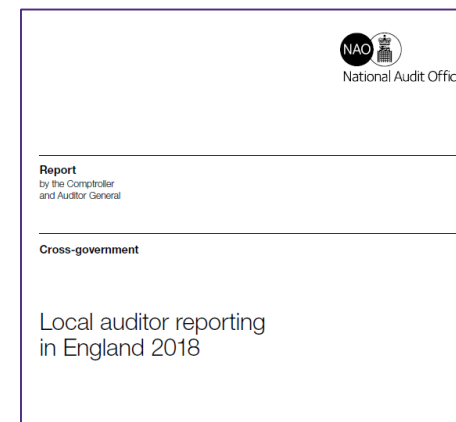 NAO
National Audit Offic
Report
by the Comptroller
and Auditor General
Cross-government
Local auditor reporting
in England 2018